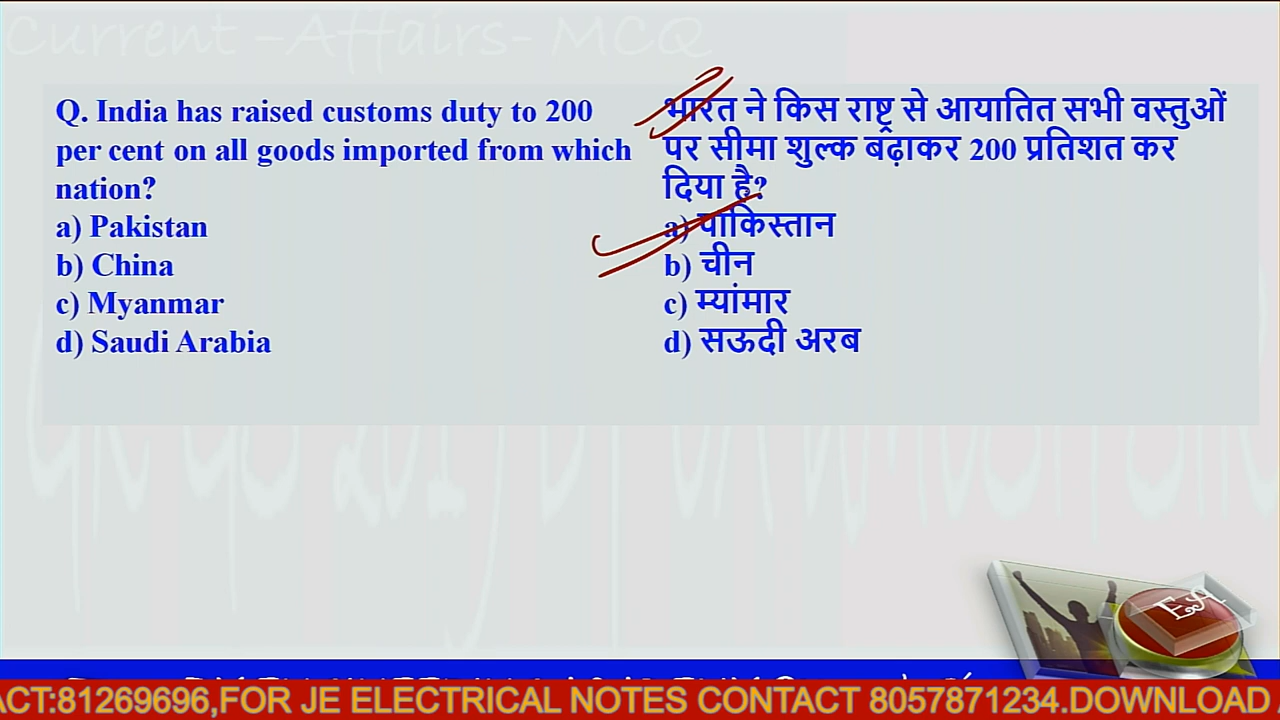 Current -Affairs- MCQ
Q. India has raised customs duty to 200
per cent on all goods imported from which
nation?
a) Pakistan
b) China
c) Myanmar
d) Saudi Arabia
भारत ने किस राष्ट्र से आयातित सभी वस्तुओं
पर सीमा शुल्क बढ़ाकर 200 प्रतिशत कर
दिया है?
a) पाकिस्तान
b) चीन
c) म्यांमार
d) सऊदी अरब
EA
ACT:81269696,FOR JE ELECTRICAL NOTES CONTACT 8057871234.DOWNLOAD